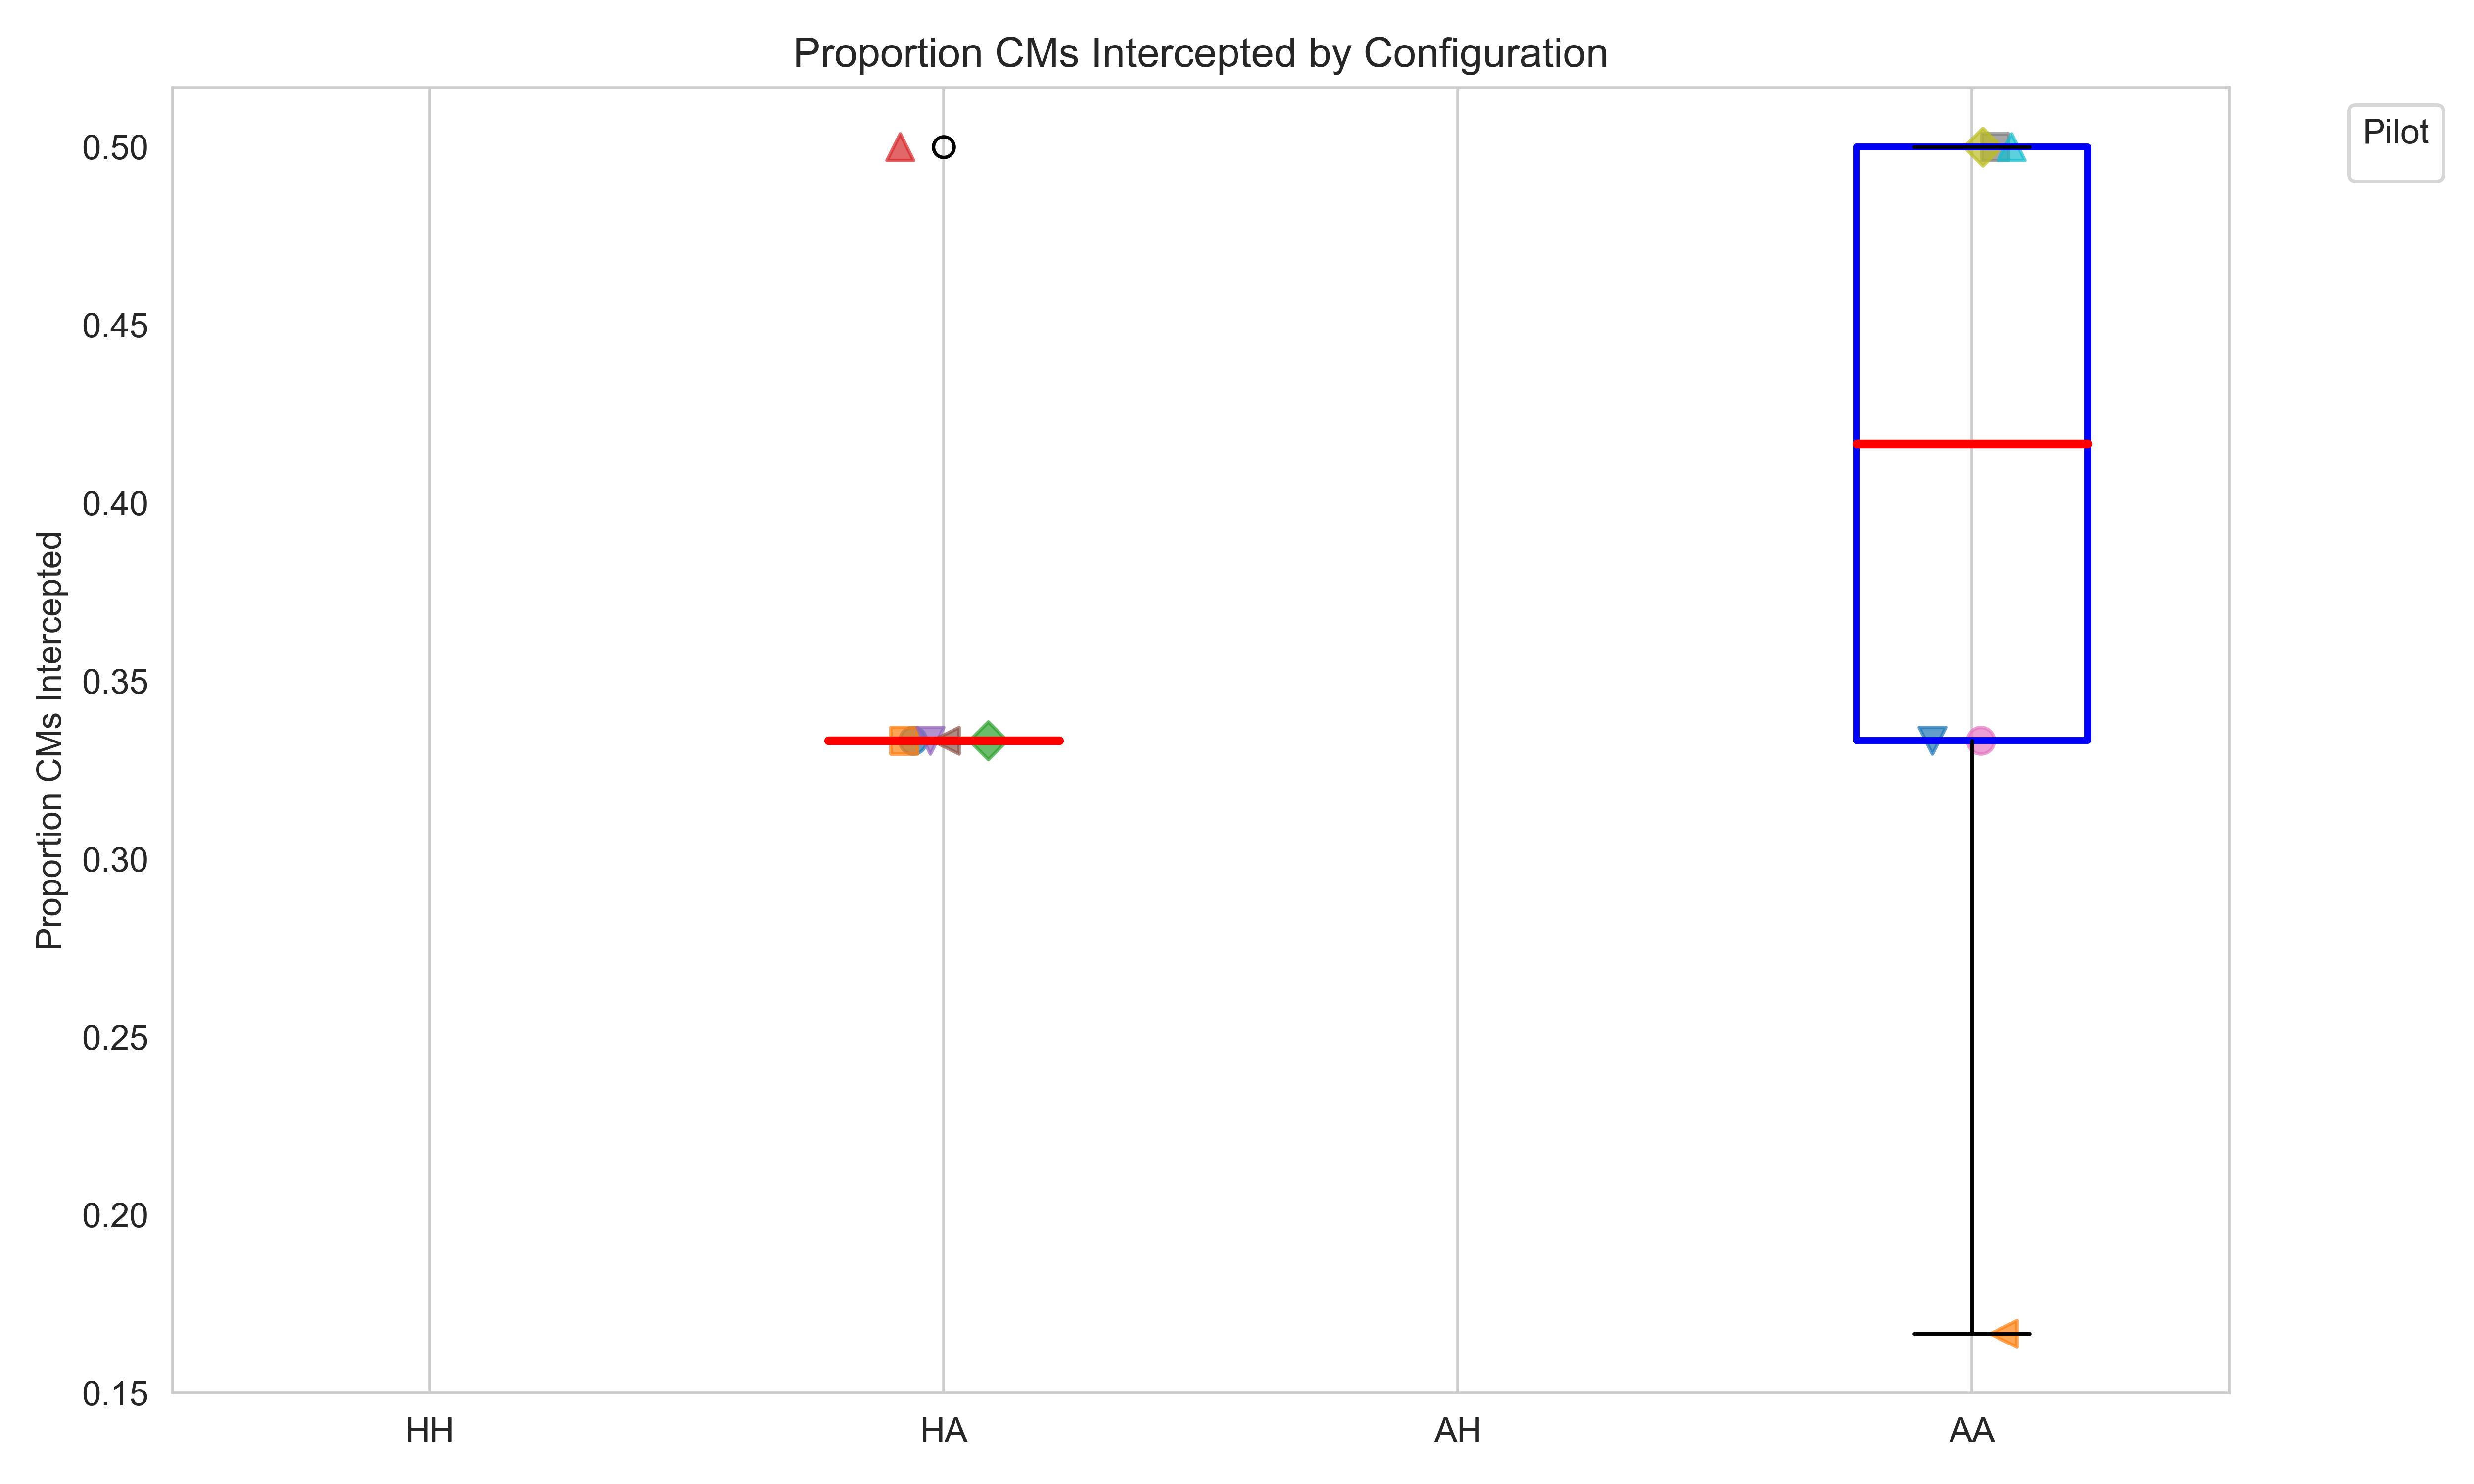 Proportion CMs Intercepted by Configuration
Pilot
Proportion CMs Intercepted
0.50
0.45
0.40
0.35
0.30
0.25
0.20
0.15
HH
HA
AH
AA